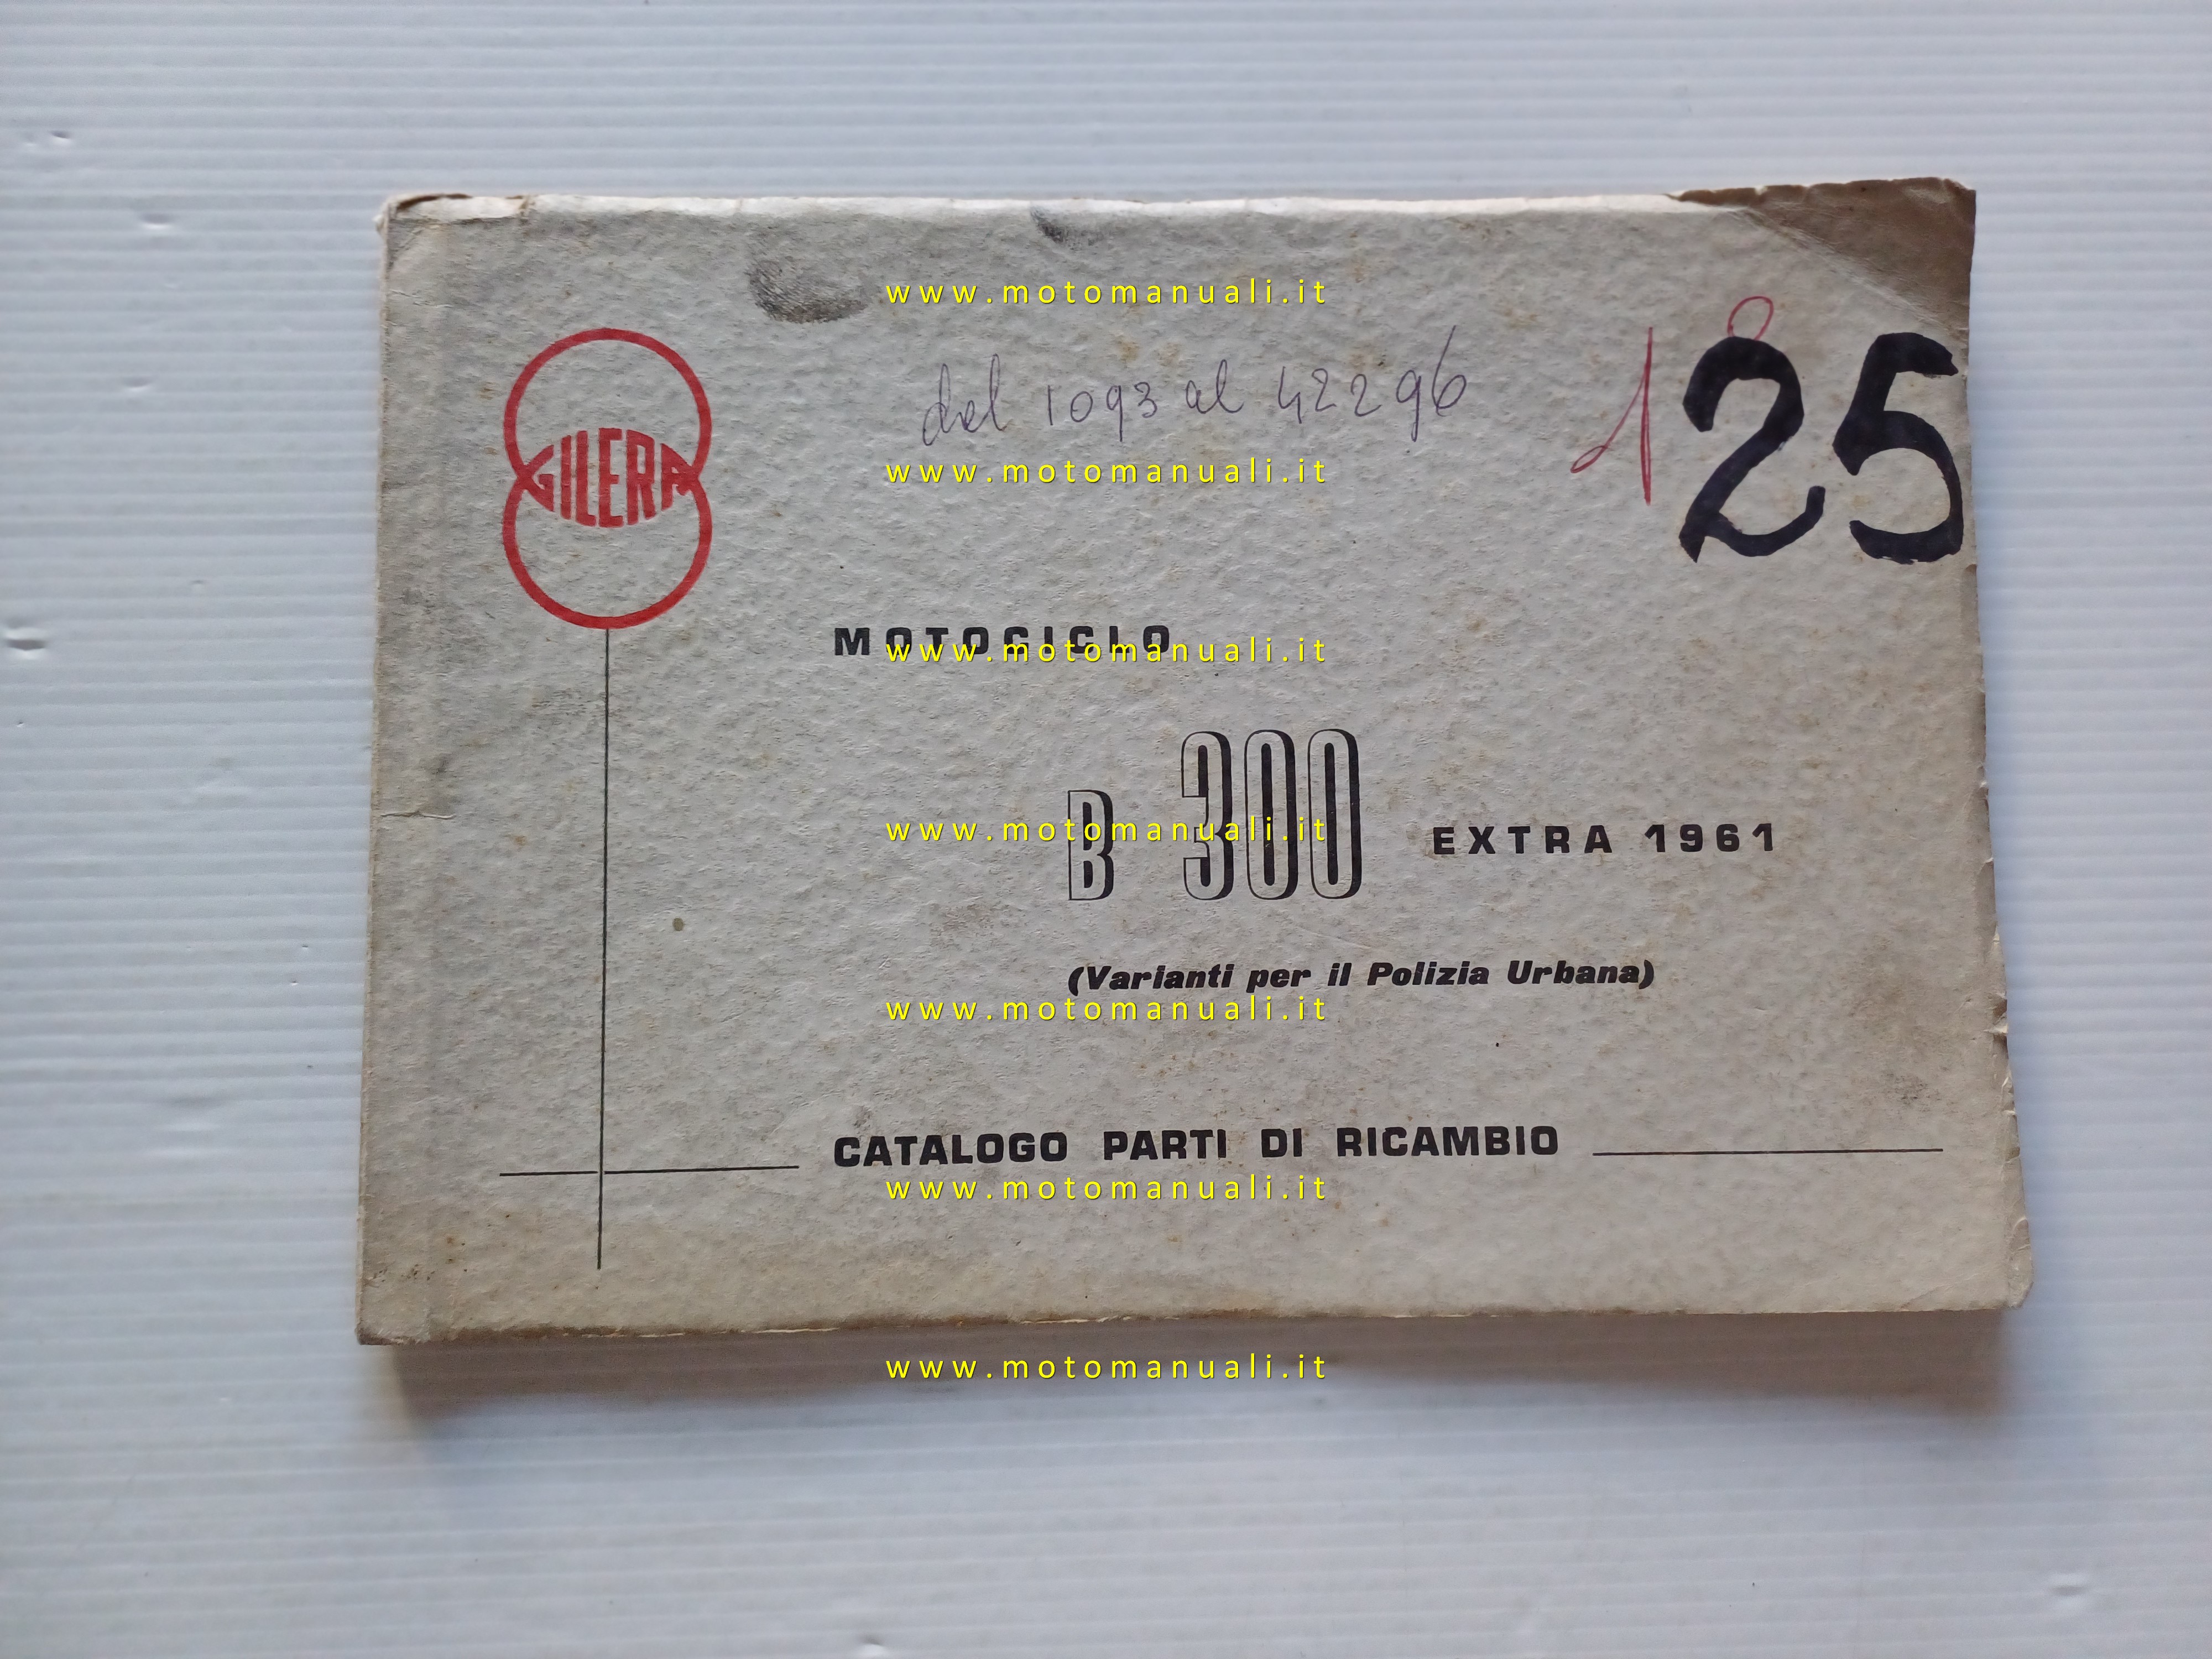 www.motomanuali.it
dal 1093 al 42296
1°
25
GILERA
www.motomanuali.it
MOTOCICLO
www.motomanuali.it
B 300 EXTRA 1961
www.motomanuali.it
(Varianti per il Polizia Urbana)
www.motomanuali.it
CATALOGO PARTI DI RICAMBIO
www.motomanuali.it
www.motomanuali.it